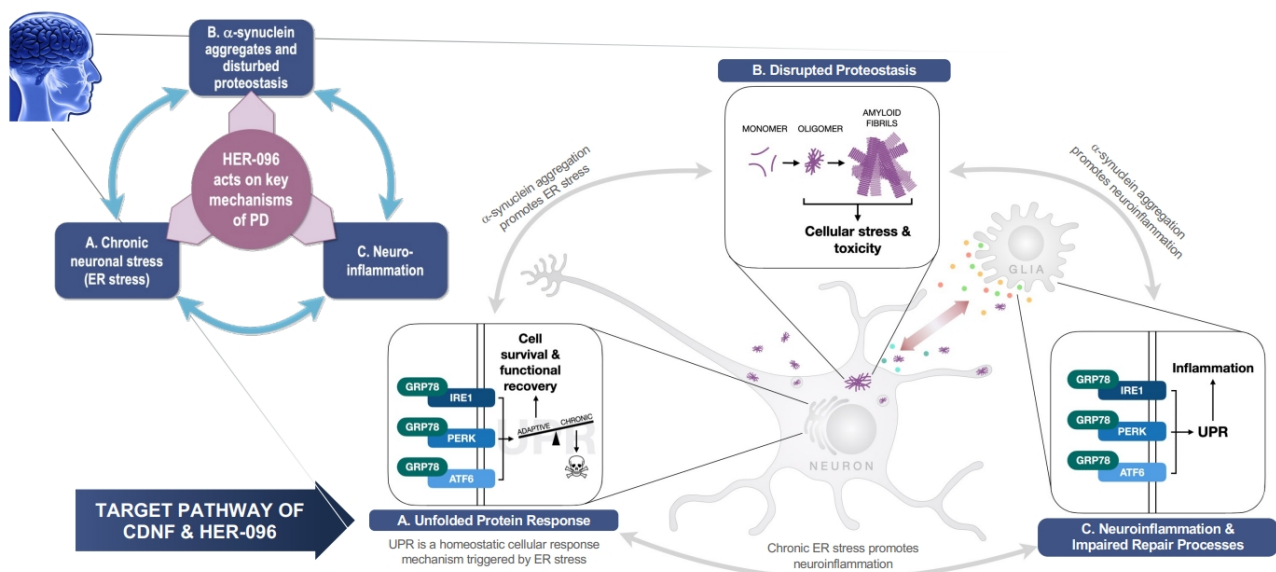 B. α-synuclein
aggregates and
disturbed
proteostasis
HER-096
acts on key
mechanisms
of PD
A. Chronic
neuronal stress
(ER stress)
C. Neuro-
inflammation
TARGET PATHWAY OF
CDNF & HER-096
B. Disrupted Proteostasis
MONOMER
OLIGOMER
AMYLOID
FIBRILS
Cellular stress &
toxicity
α-synuclein aggregation
promotes ER stress
α-synuclein aggregation
promotes neuroinflammation
GLIA
NEURON
Cell
survival &
functional
recovery
GRP78
IRE1
GRP78
PERK
GRP78
ATF6
ADAPTIVE
CHRONIC
UPR
A. Unfolded Protein Response
UPR is a homeostatic cellular response
mechanism triggered by ER stress
Chronic ER stress promotes
neuroinflammation
Inflammation
GRP78
IRE1
GRP78
PERK
UPR
GRP78
ATF6
C. Neuroinflammation &
Impaired Repair Processes